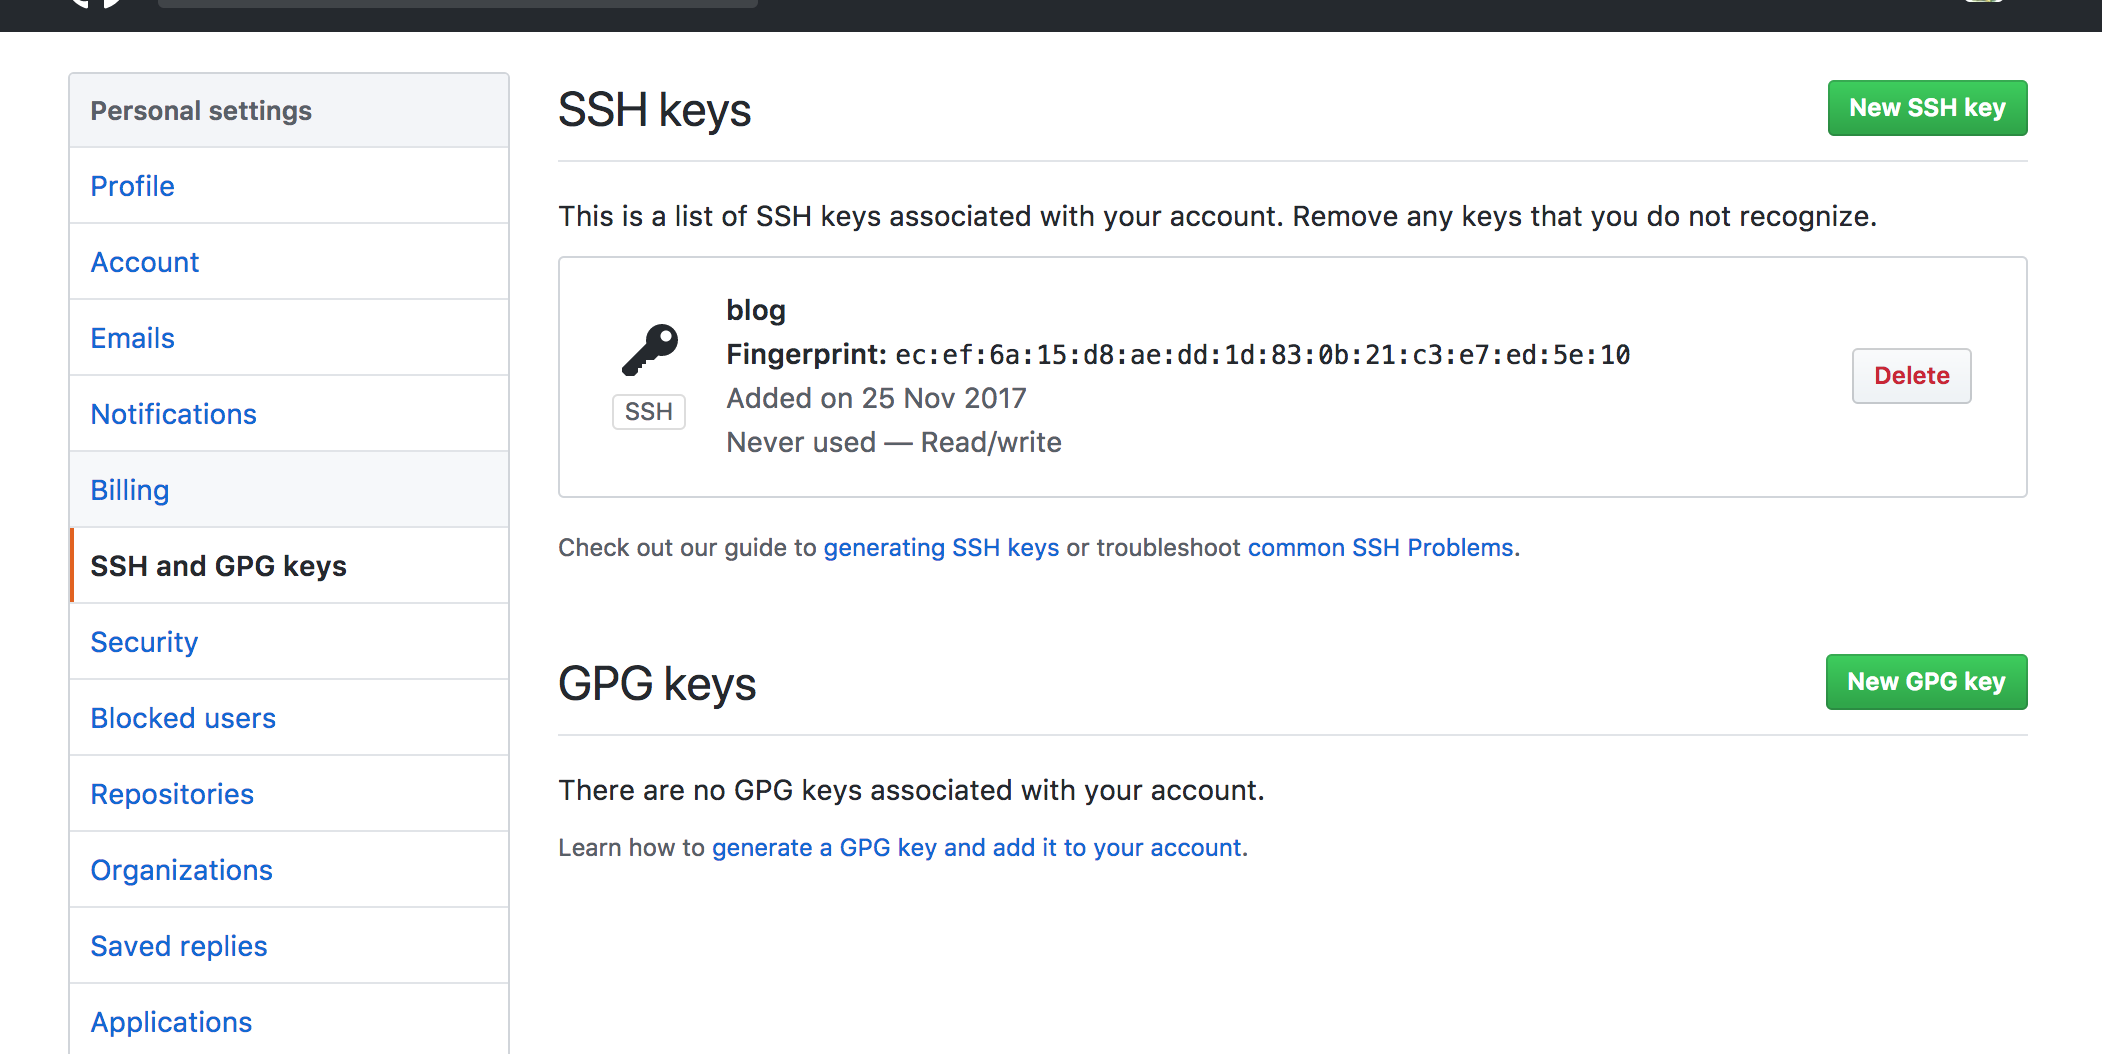 Personal settings
Profile
Account
Emails
Notifications
Billing
SSH and GPG keys
Security
Blocked users
Repositories
Organizations
Saved replies
Applications
SSH keys
New SSH key
This is a list of SSH keys associated with your account. Remove any keys that you do not recognize.
SSH
blog
Fingerprint: ec:ef:6a:15:d8:ae:dd:1d:83:0b:21:c3:e7:ed:5e:10
Added on 25 Nov 2017
Never used — Read/write
Delete
Check out our guide to generating SSH keys or troubleshoot common SSH Problems.
GPG keys
New GPG key
There are no GPG keys associated with your account.
Learn how to generate a GPG key and add it to your account.